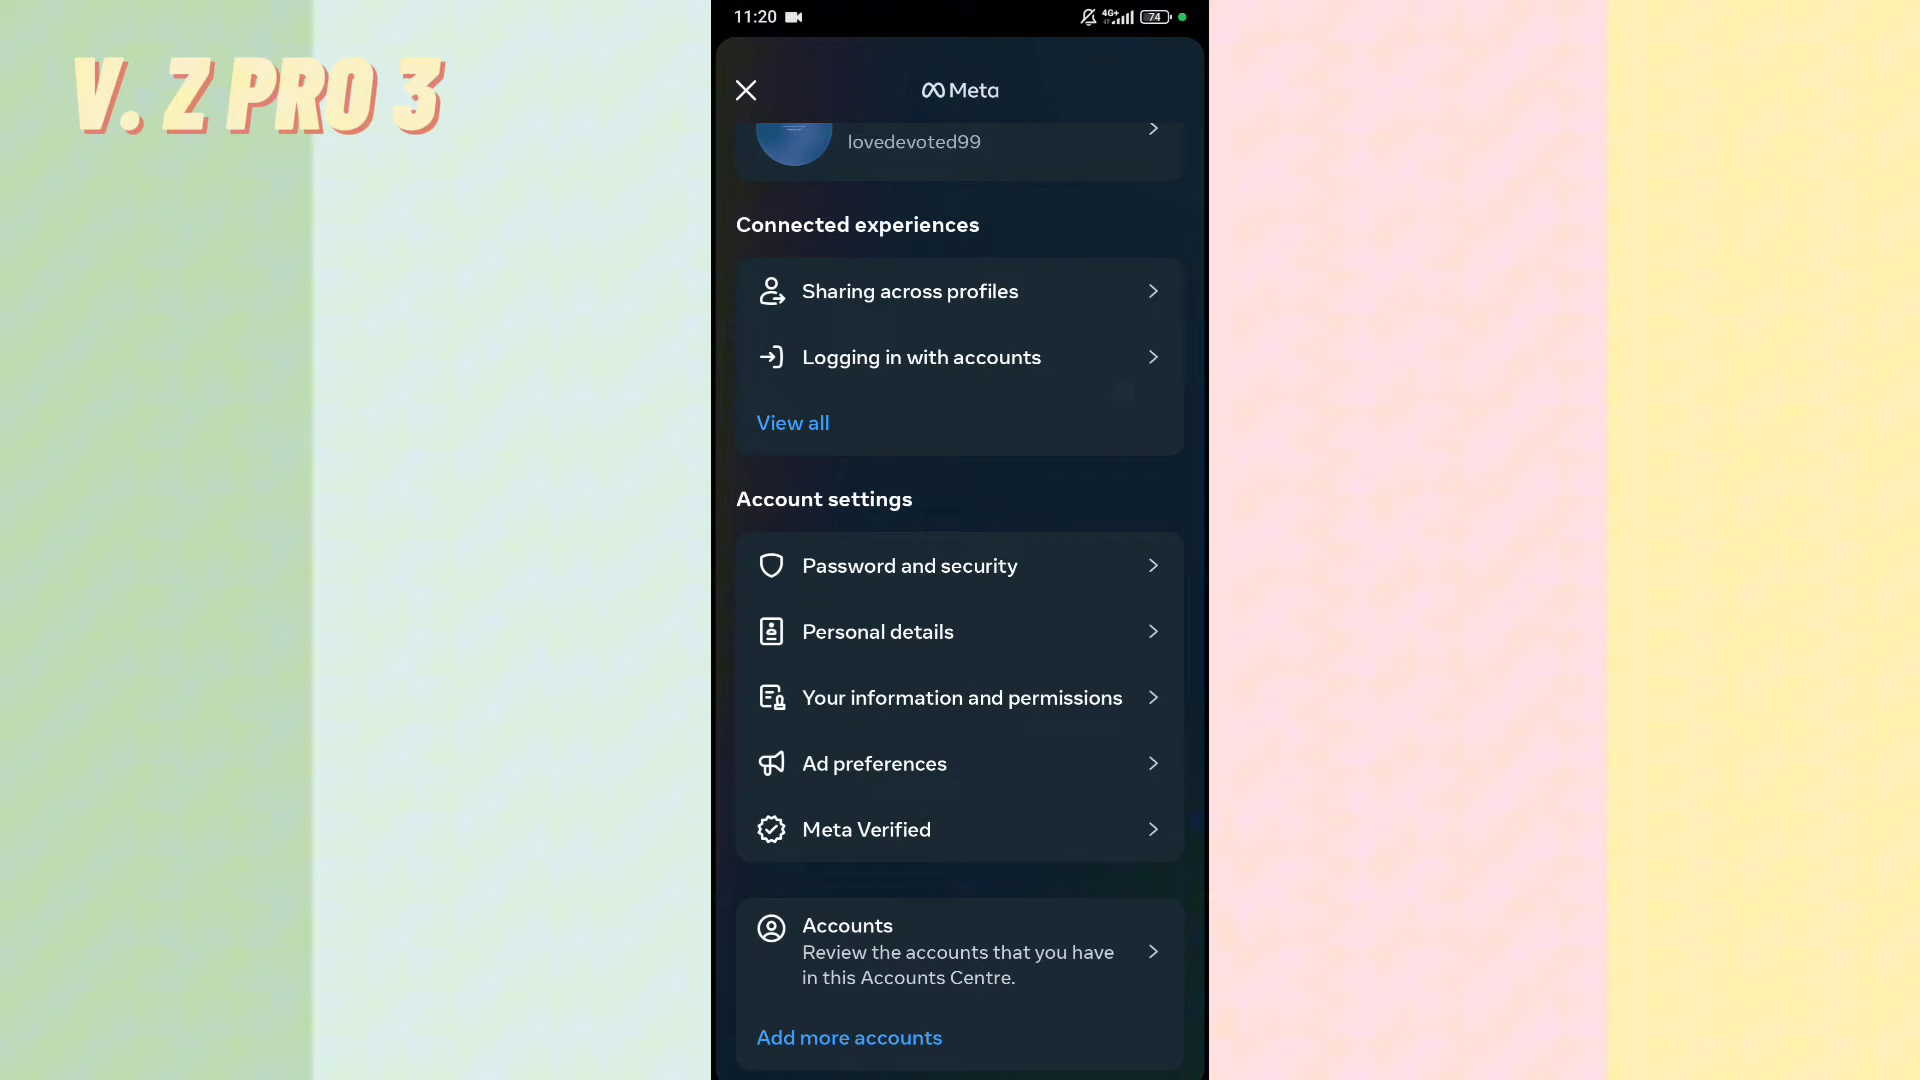 V. Z PRO 3
11:20
4G+
74
Meta
lovedevoted99
Connected experiences
Sharing across profiles
Logging in with accounts
View all
Account settings
Password and security
Personal details
Your information and permissions
Ad preferences
Meta Verified
Accounts
Review the accounts that you have
in this Accounts Centre.
Add more accounts